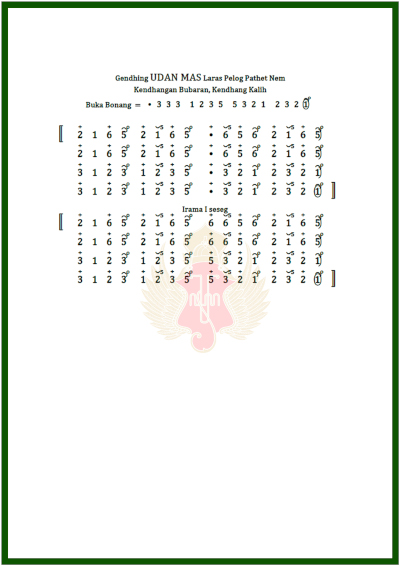 Gendhing UDAN MAS Laras Pelog Pathet Nem
Kendhangan Bubaran, Kendhang Kalih
Buka Bonang = • 3 3 3 1 2 3 5 5 3 2 1 2 3 2 1
2 1 6 5 2 1 6 5 • 6 5 6 2 1 6 5
2 1 6 5 2 1 6 5 • 6 5 6 2 1 6 5
3 1 2 3 1 2 3 5 • 3 2 1 2 3 2 1
3 1 2 3 1 2 3 5 • 3 2 1 2 3 2 1
Irama I seseg
2 1 6 5 2 1 6 5 6 6 5 6 2 1 6 5
2 1 6 5 2 1 6 5 6 6 5 6 2 1 6 5
3 1 2 3 1 2 3 5 5 3 2 1 2 3 2 1
3 1 2 3 1 2 3 5 5 3 2 1 2 3 2 1